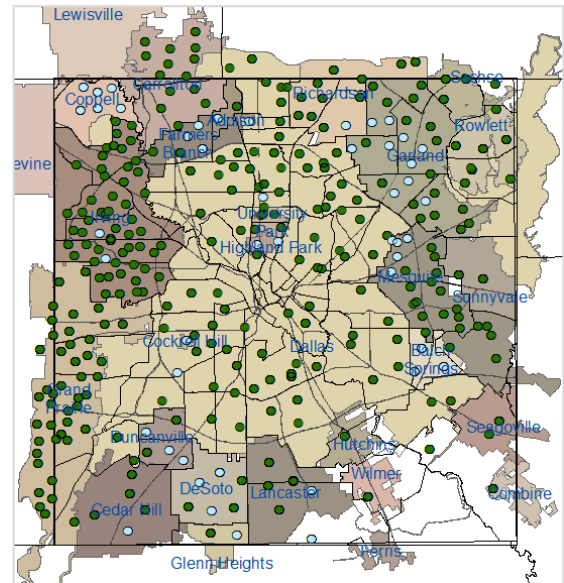 Lewisville
Carrollton
Sachse
Coppell
Richardson
Addison
Rowlett
Farmers
Branch
Garland
evine
Irving
University
Park
Highland Park
Mesquite
Sunnyvale
Cockrell Hill
Dallas
Balch
Springs
Grand
Prairie
Seagoville
Duncanville
Hutchins
Wilmer
DeSoto
Lancaster
Combine
Cedar Hill
Ferris
Glenn Heights